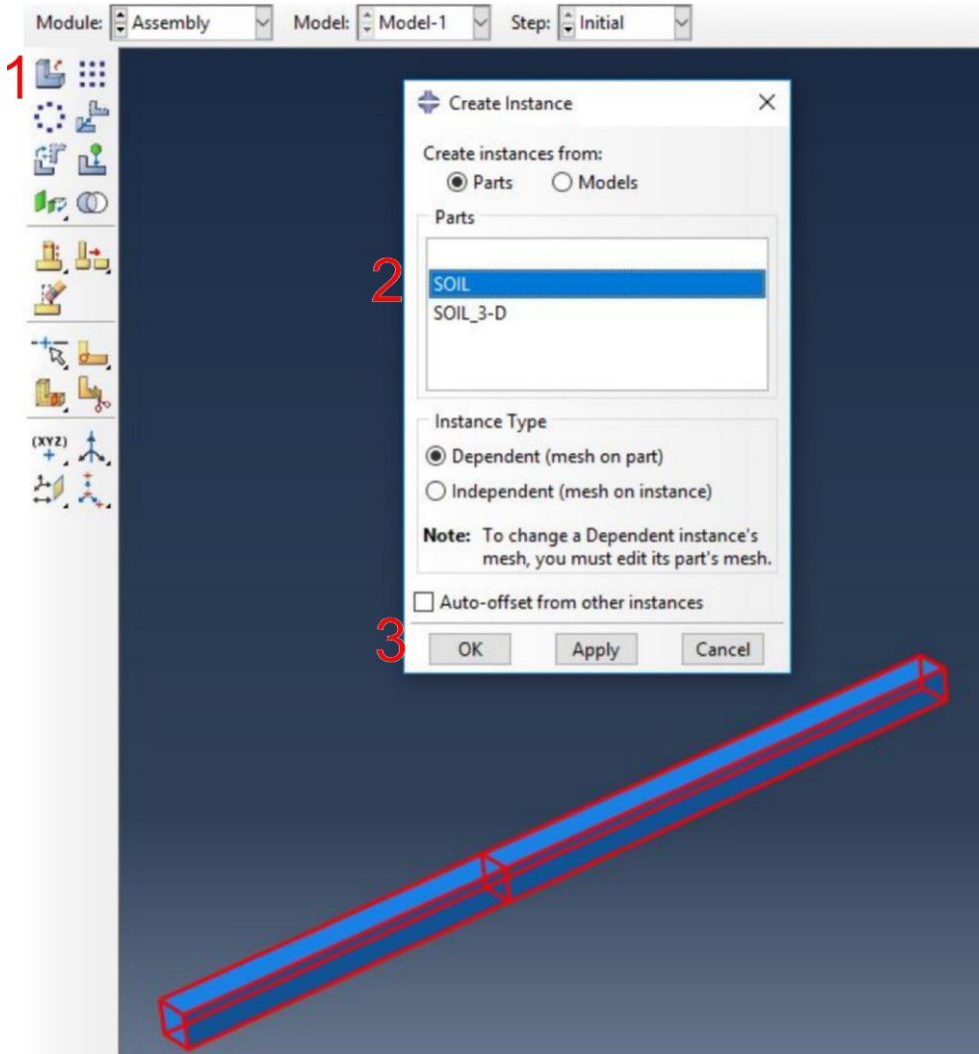 Module: Assembly Model: Model-1 Step: Initial
1
Create Instance
Create instances from:
Parts Models
Parts
2
SOIL
SOIL_3-D
Instance Type
Dependent (mesh on part)
Independent (mesh on instance)
Note: To change a Dependent instance's
mesh, you must edit its part's mesh.
Auto-offset from other instances
3
OK Apply Cancel
(XYZ)